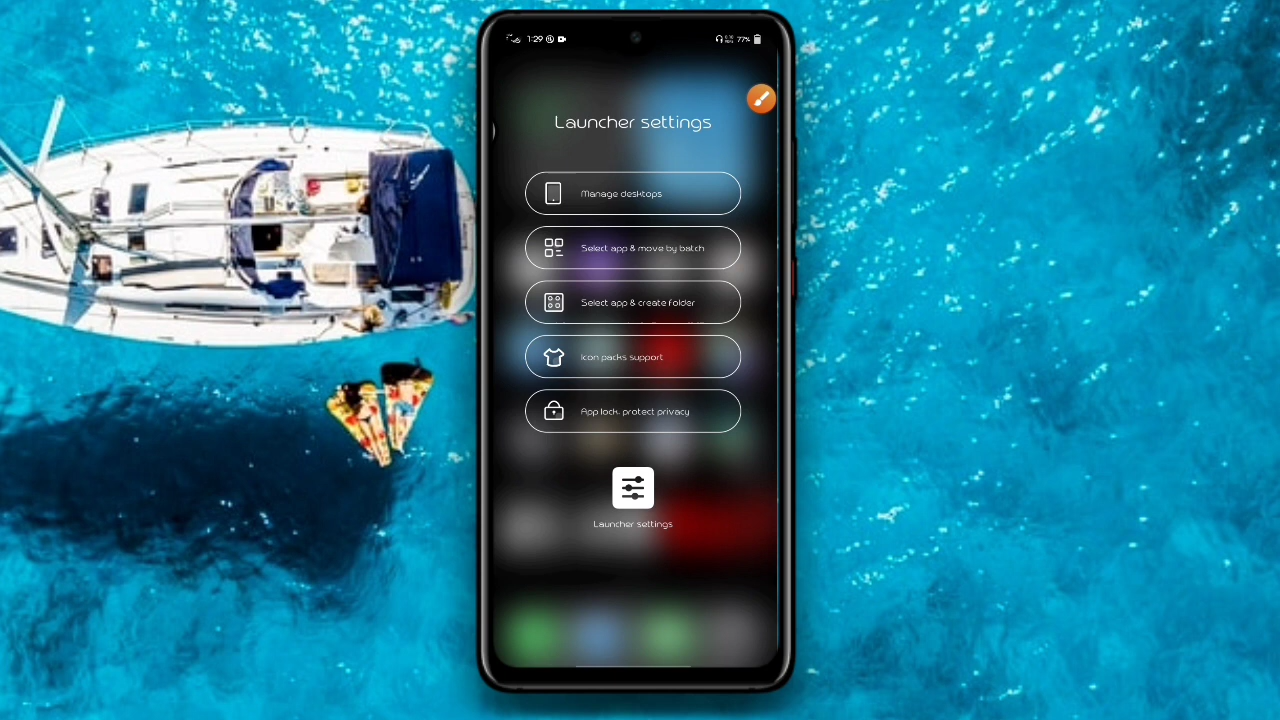 1:29
77%
Launcher settings
Manage desktops
Select app & move by batch
Select app & create folder
Icon packs support
App lock, protect privacy
Launcher settings